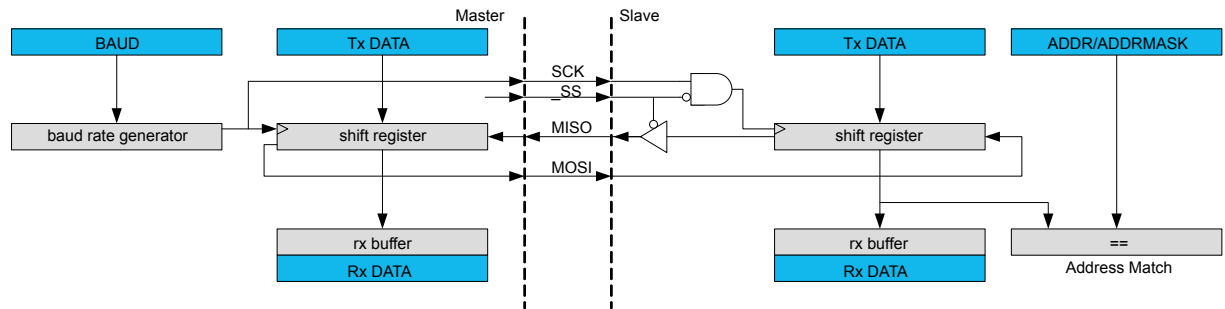 Master
Slave
BAUD
Tx DATA
Tx DATA
ADDR/ADDRMASK
SCK
_SS
baud rate generator
shift register
MISO
shift register
MOSI
rx buffer
rx buffer
==
Rx DATA
Rx DATA
Address Match